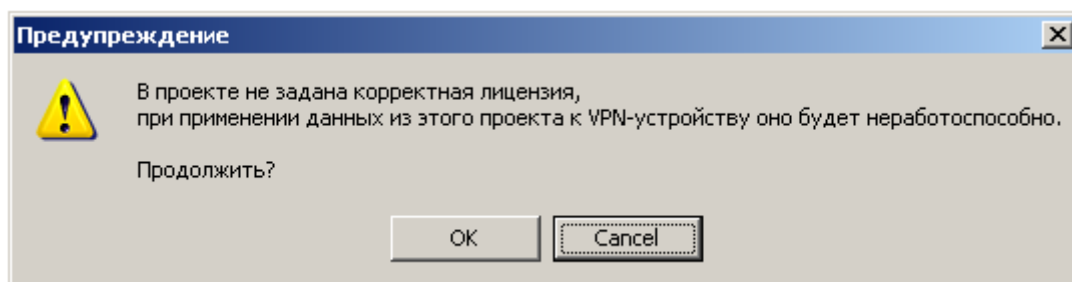 Предупреждение
В проекте не задана корректная лицензия,
при применении данных из этого проекта к VPN-устройству оно будет неработоспособно.
Продолжить?
OK
Cancel